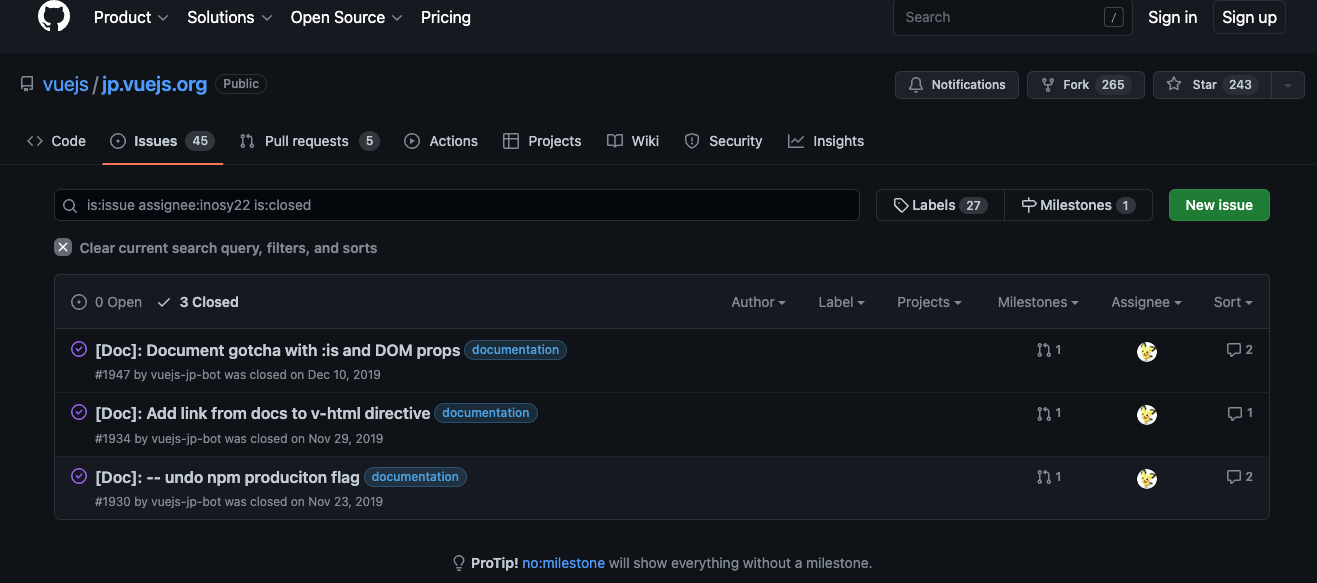 Product Solutions Open Source Pricing Search / Sign in Sign up
vuejs / jp.vuejs.org Public Notifications Fork 265 Star 243
Code Issues 45 Pull requests 5 Actions Projects Wiki Security Insights
is:issue assignee:inosy22 is:closed Labels 27 Milestones 1 New issue
Clear current search query, filters, and sorts
0 Open 3 Closed Author Label Projects Milestones Assignee Sort
[Doc]: Document gotcha with :is and DOM props documentation 1 2
#1947 by vuejs-jp-bot was closed on Dec 10, 2019
[Doc]: Add link from docs to v-html directive documentation 1 1
#1934 by vuejs-jp-bot was closed on Nov 29, 2019
[Doc]: -- undo npm produciton flag documentation 1 2
#1930 by vuejs-jp-bot was closed on Nov 23, 2019
ProTip! no:milestone will show everything without a milestone.